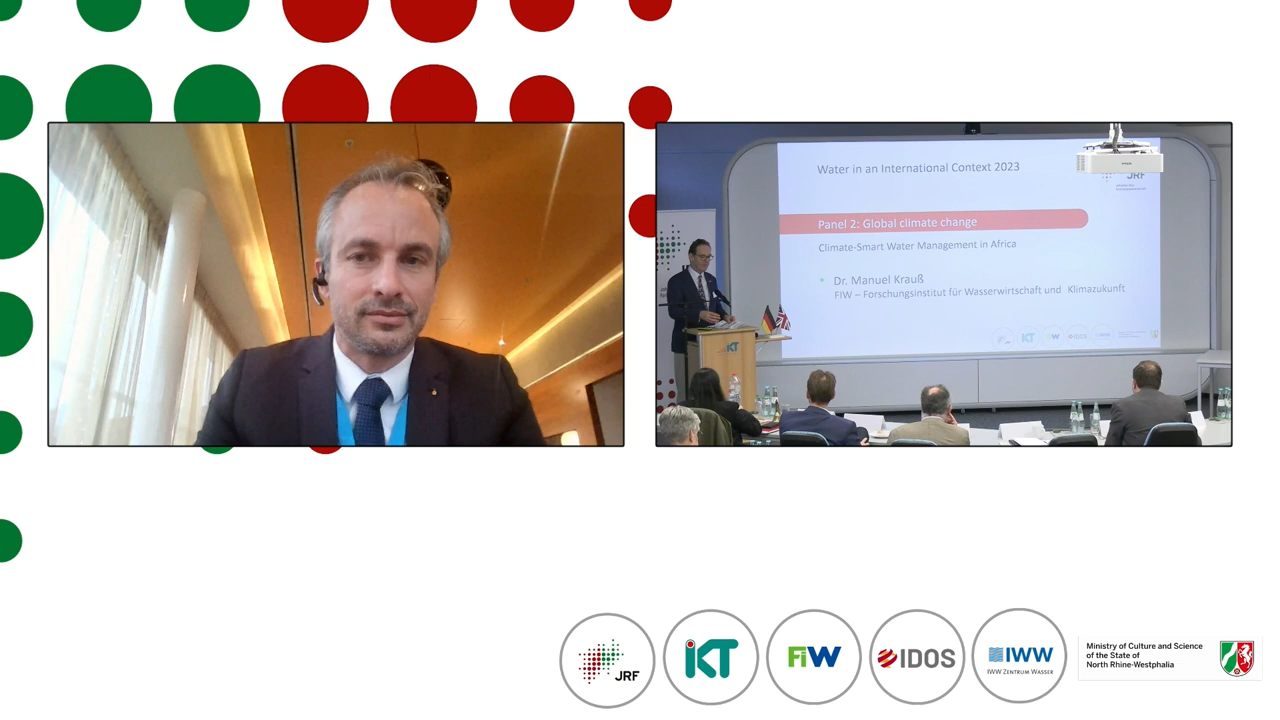 Water in an International Context 2023
JRF
Panel 2: Global climate change
Climate-Smart Water Management in Africa
• Dr. Manuel Krauß
FIW – Forschungsinstitut für Wasserwirtschaft und Klimazukunft
IKT
JRF
iKT
FiW
IDOS
IWW
IWW ZENTRUM WASSER
Ministry of Culture and Science
of the State of
North Rhine-Westphalia